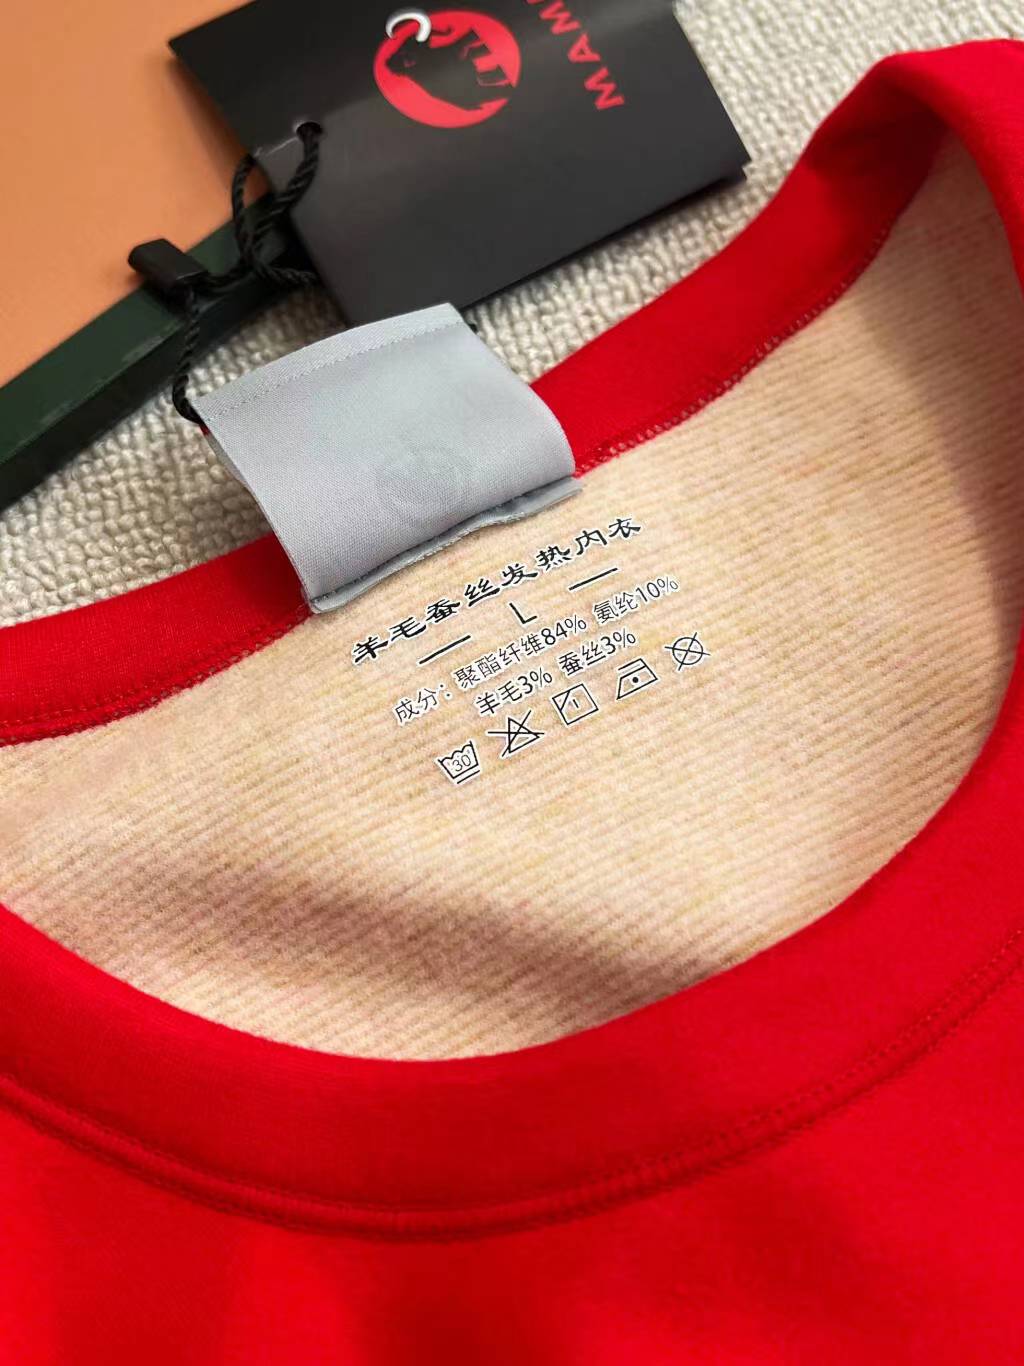 MAM
羊毛蚕丝发热内衣
L
成分：聚酯纤维84% 氨纶10%
羊毛3% 蚕丝3%
30